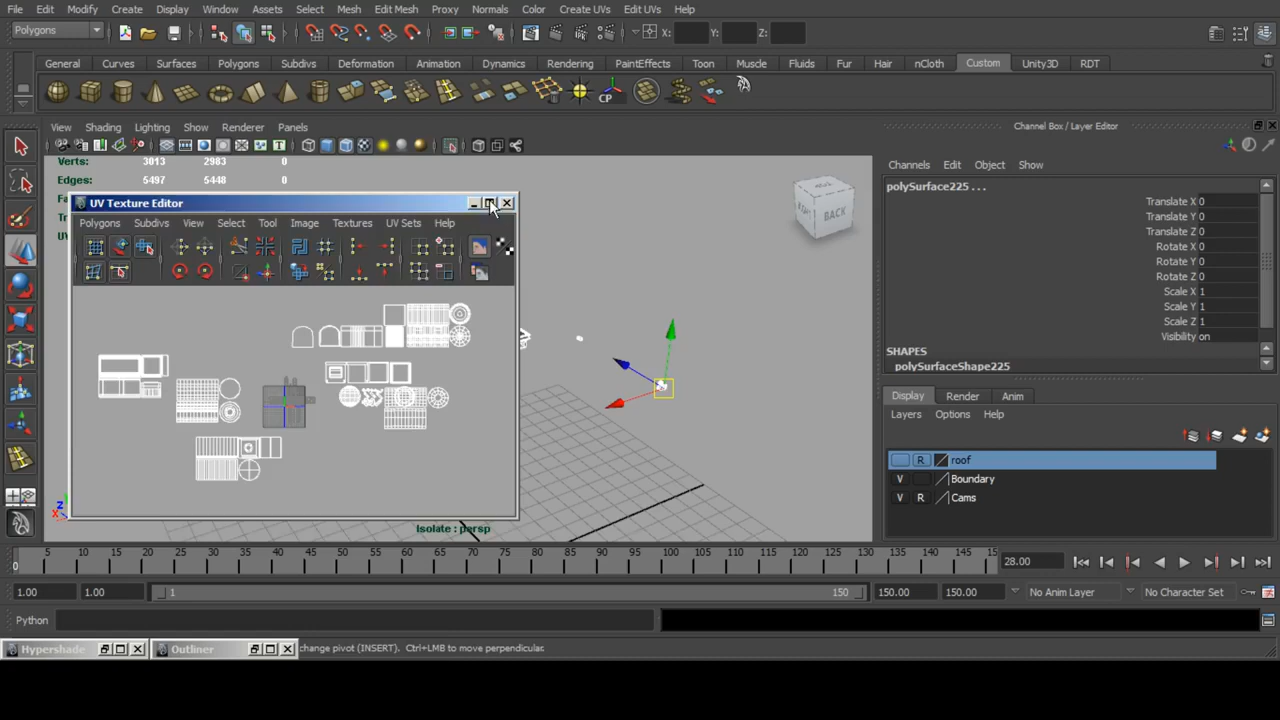 File Edit Modify Create Display Window Assets Select Mesh Edit Mesh Proxy Normals Color Create UVs Edit UVs Help
Polygons X: Y: Z:
General Curves Surfaces Polygons Subdivs Deformation Animation Dynamics Rendering PaintEffects Toon Muscle Fluids Fur Hair nCloth Custom Unity3D RDT
CP
View Shading Lighting Show Renderer Panels
Channel Box / Layer Editor
Verts: 3013 2983 0
Edges: 5497 5448 0
Channels Edit Object Show
polySurface225 . . .
Translate X 0
Translate Y 0
Translate Z 0
Rotate X 0
Rotate Y 0
Rotate Z 0
Scale X 1
Scale Y 1
Scale Z 1
Visibility on
SHAPES
polySurfaceShape225
UV Texture Editor
Polygons Subdivs View Select Tool Image Textures UV Sets Help
BACK
Display Render Anim
Layers Options Help
R roof
V Boundary
V R Cams
Isolate : persp
0 5 10 15 20 25 30 35 40 45 50 55 60 65 70 75 80 85 90 95 100 105 110 115 120 125 130 135 140 145 15 28.00
1.00 1.00 1 150 150.00 150.00 No Anim Layer No Character Set
Python
Hypershade Outliner change pivot (INSERT). Ctrl+LMB to move perpendicular.